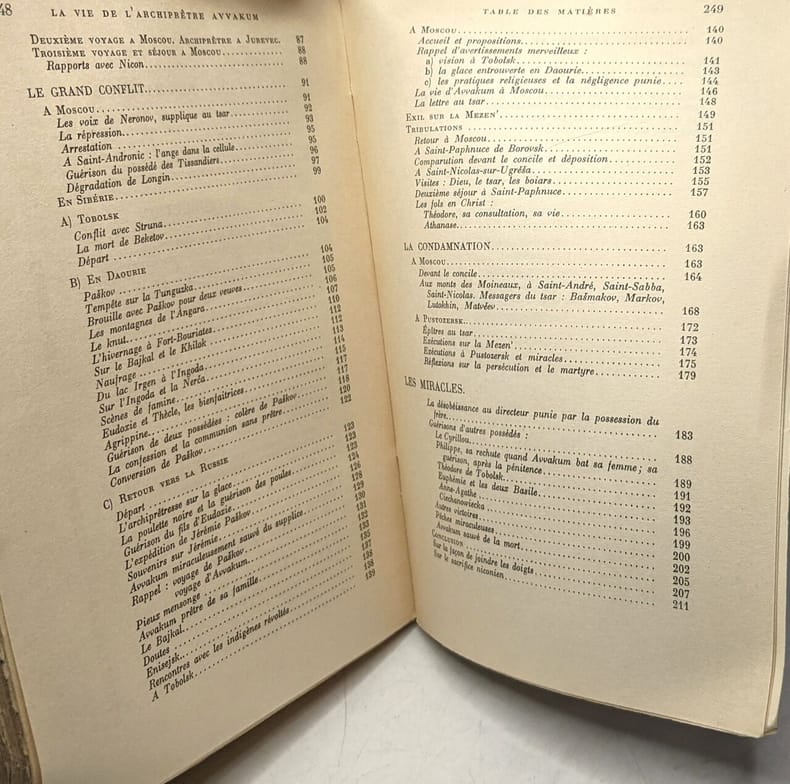 48 LA VIE DE L'ARCHIPRÊTRE AVVAKUM
DEUXIÈME VOYAGE A MOSCOU, ARCHIPRÊTRE A JUREVEC. 87
TROISIÈME VOYAGE ET SÉJOUR A MOSCOU 88
Rapports avec Nicon 88
LE GRAND CONFLIT 91
A MOSCOU 91
Les voix de Neronov, supplique au tsar 92
La répression 93
Arrestation 95
A Saint-Andronic : l'ange dans la cellule 95
Guérison du possédé des Tissandiers 96
Dégradation de Longin 97
EN SIBÉRIE 99
A) TOBOLSK 100
Conflit avec Struna 102
La mort de Beketov 104
Départ
B) EN DAOURIE 104
Paškov 105
Tempête sur la Tunguzka 105
Brouille avec Paškov pour deux veuves 106
Les montagnes de l'Angara 107
Le knut 110
L'hivernage à Fort-Bouriates 112
Sur le Bajkal et le Khilok 112
Naufrage 113
Du lac Irgen à l'Ingoda 114
Sur l'Ingoda et la Nerča 115
Scènes de famine 117
Eudoxie et Thècle, les bienfaitrices 117
Agrippine 118
Guérison de deux possédées : colère de Paškov 120
La confession et la communion sans prêtre 122
Conversion de Paškov
C) RETOUR VERS LA RUSSIE 123
Départ 123
L'archiprêtresse sur la glace 123
La poulette noire et la guérison des poules 124
Guérison du fils d'Eudoxie 126
L'expédition de Jérémie Paškov 128
Souvenirs sur Jérémie 129
Avvakum miraculeusement sauvé du supplice 130
Rappel : voyage de Paškov 131
voyage d'Avvakum 132
Pieux mensonge 133
Avvakum prêtre de sa famille 135
Le Bajkal 137
Doutes 138
Enisejsk 138
Rencontres avec les indigènes révoltés 139
A Tobolsk
TABLE DES MATIÈRES 249
A MOSCOU 140
Accueil et propositions 140
Rappel d'avertissements merveilleux :
a) vision à Tobolsk 141
b) la glace entrouverte en Daourie 143
c) les pratiques religieuses et la négligence punie 144
La vie d'Avvakum à Moscou 146
La lettre au tsar 148
EXIL SUR LA MEZEN' 149
TRIBULATIONS 151
Retour à Moscou 151
A Saint-Paphnuce de Borovsk 151
Comparution devant le concile et déposition 152
A Saint-Nicolas-sur-Ugrěša 153
Visites : Dieu, le tsar, les boïars 155
Deuxième séjour à Saint-Paphnuce 157
Les fols en Christ :
Théodore, sa consultation, sa vie 160
Athanase 163
LA CONDAMNATION 163
A MOSCOU 163
Devant le concile 164
Aux monts des Moineaux, à Saint-André, Saint-Sabba,
Saint-Nicolas. Messagers du tsar : Bašmakov, Markov,
Lutokhin, Matvěev 168
A PUSTOZERSK 172
Épîtres au tsar 173
Exécutions sur la Mezen' 174
Exécutions à Pustozersk et miracles 175
Réflexions sur la persécution et le martyre 179
LES MIRACLES.
La désobéissance au directeur punie par la possession du
frère 183
Guérisons d'autres possédés :
Le Cyrillou 188
Philippe, sa rechute quand Avvakum bat sa femme ; sa
guérison, après la pénitence 189
Théodore de Tobolsk 191
Euphémie et les deux Basile 192
Anne-Agathe 193
Ciechanowiecka 196
Autres victoires 199
Pêches miraculeuses 200
Avvakum sauvé de la mort 202
CONCLUSION 205
Sur la façon de joindre les doigts 207
Sur le sacrifice niconien 211